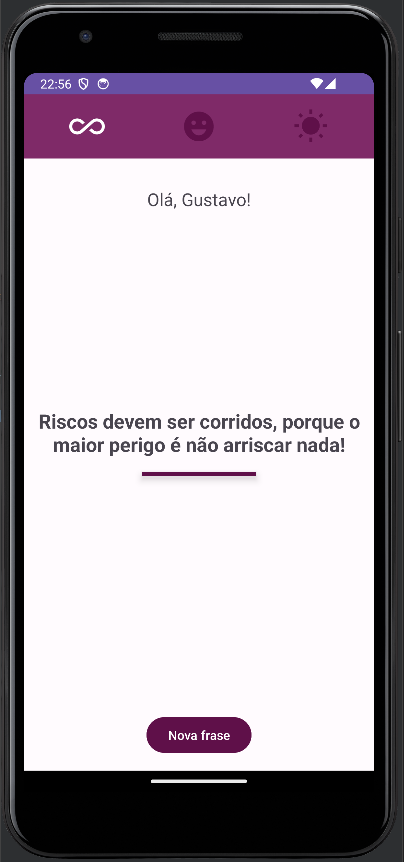 22:56
Olá, Gustavo!
Riscos devem ser corridos, porque o
maior perigo é não arriscar nada!
Nova frase